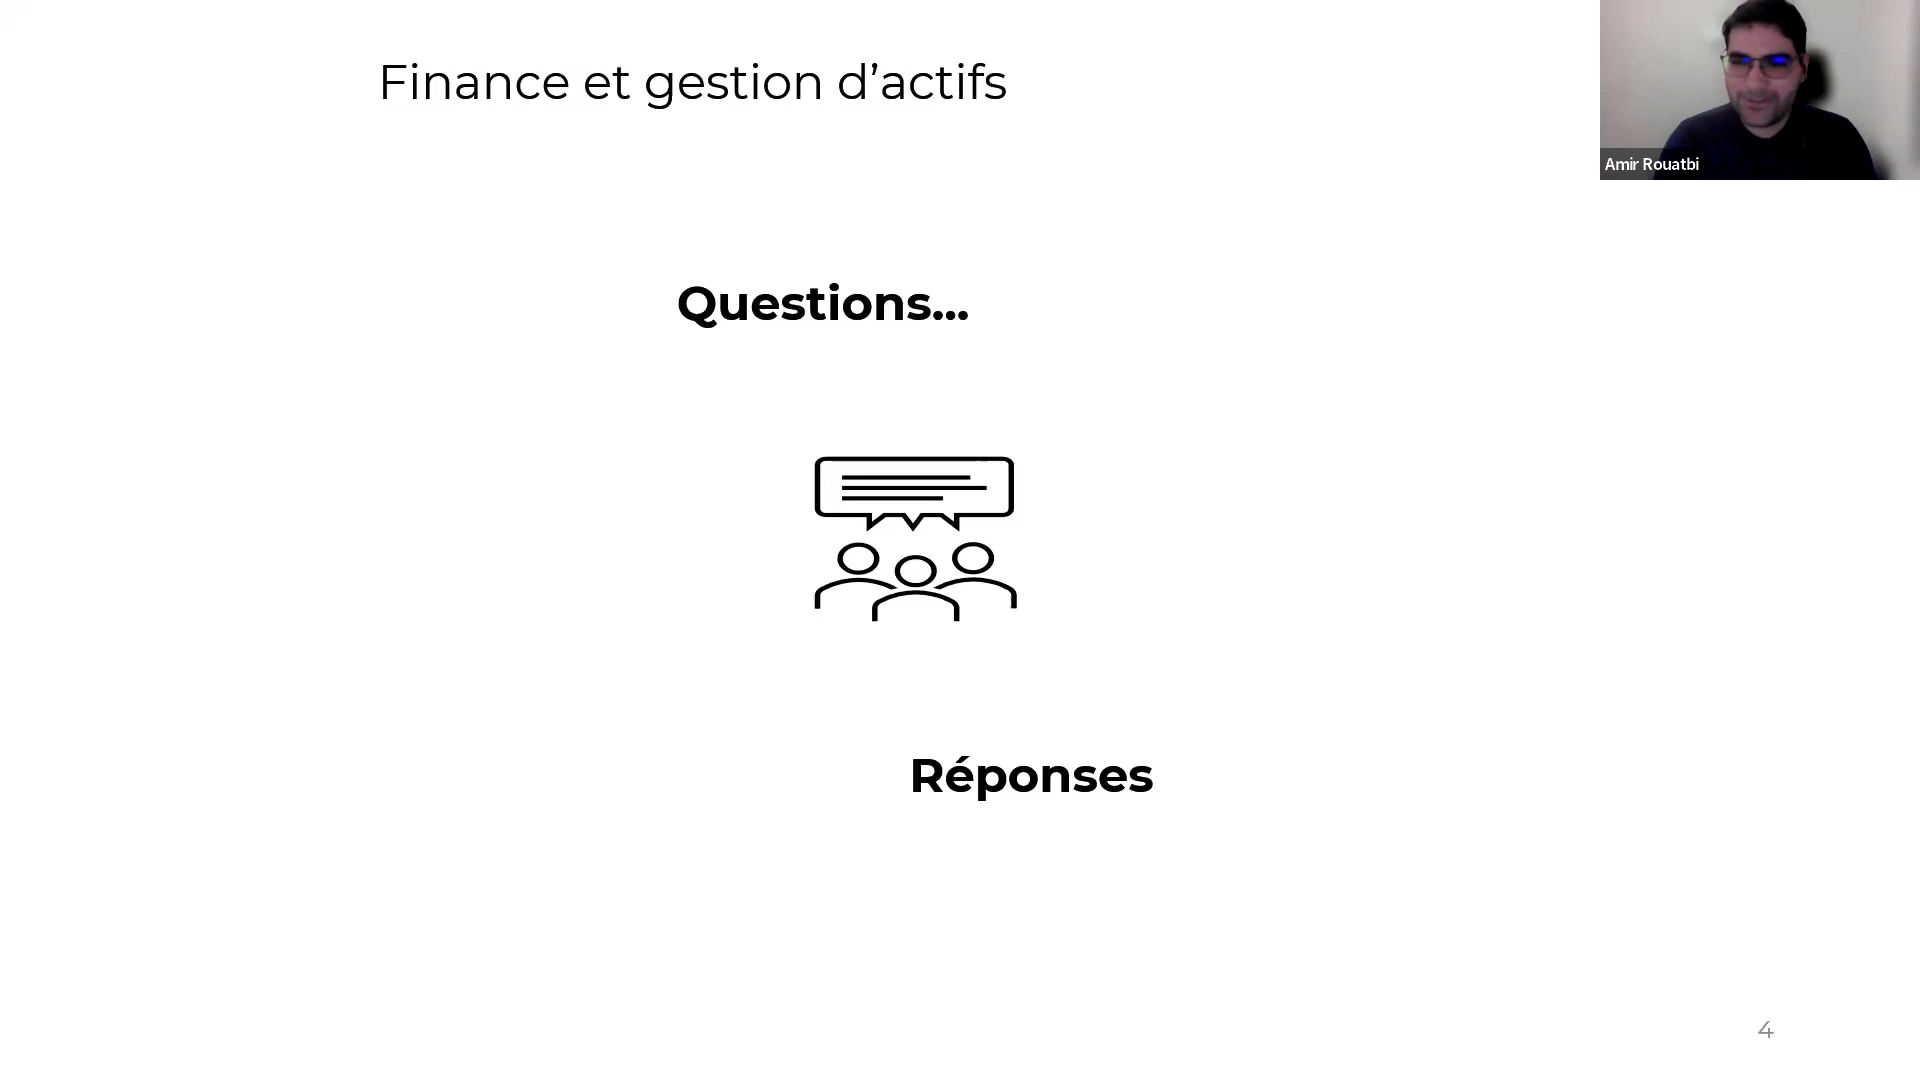 Finance et gestion d’actifs
Amir Rouatbi
Questions...
Réponses
4